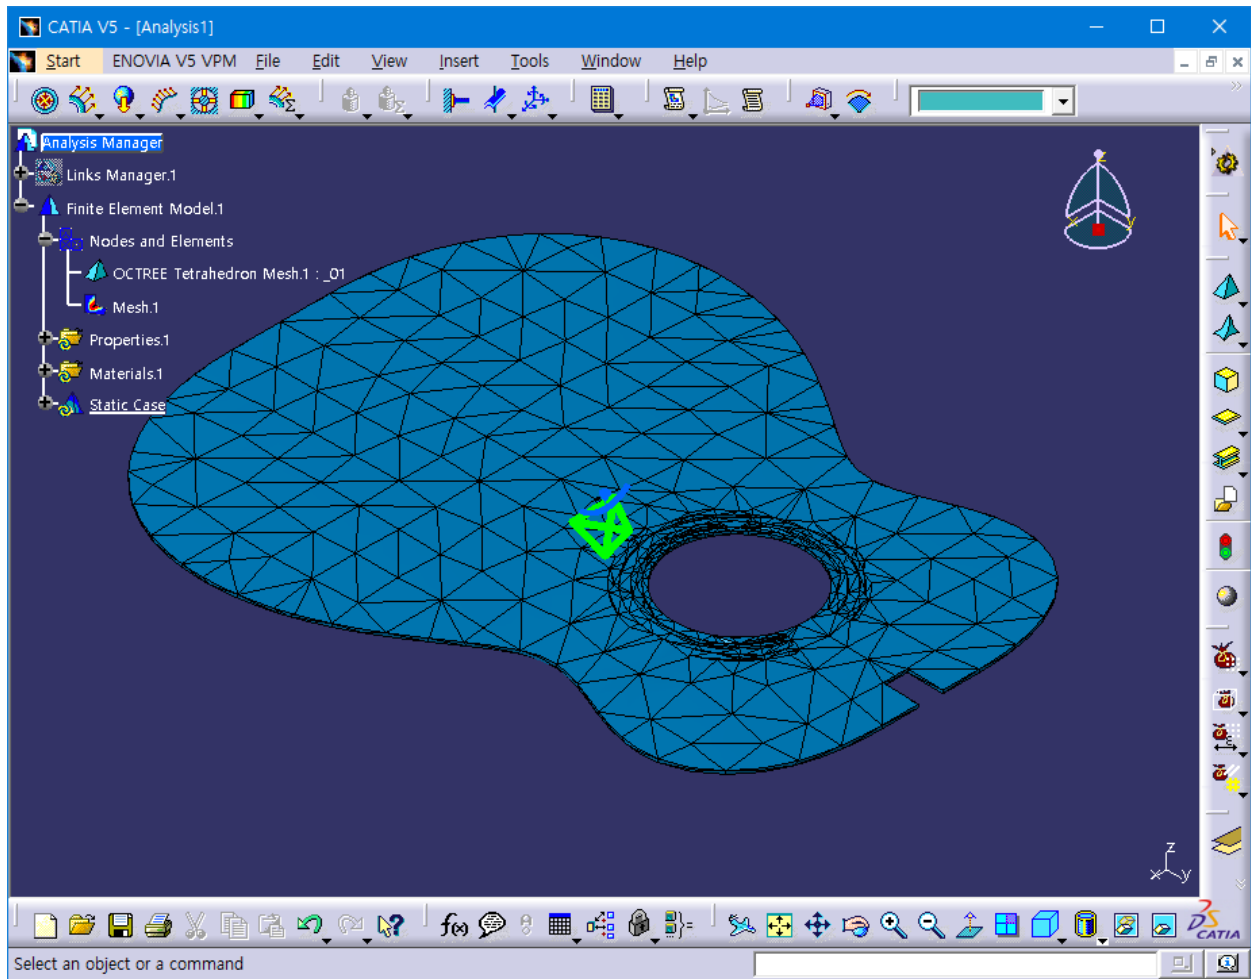 CATIA V5 - [Analysis1]
Start ENOVIA V5 VPM File Edit View Insert Tools Window Help
Analysis Manager
Links Manager.1
Finite Element Model.1
Nodes and Elements
OCTREE Tetrahedron Mesh.1 : _01
Mesh.1
Properties.1
Materials.1
Static Case
z
x y
z
x y
f(x)
DS CATIA
Select an object or a command